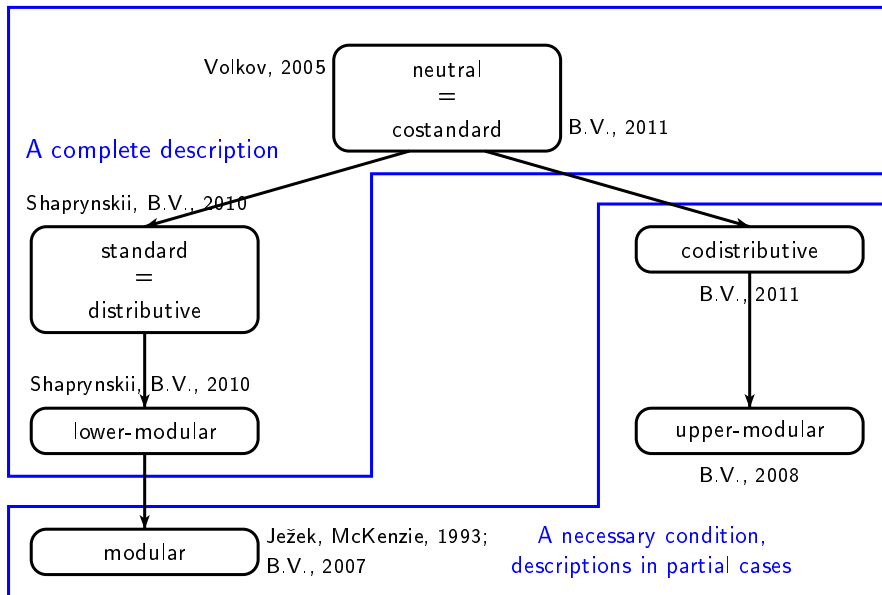 Volkov, 2005
neutral
=
costandard
B.V., 2011
A complete description
Shaprynskii, B.V., 2010
standard
=
distributive
codistributive
B.V., 2011
Shaprynskii, B.V., 2010
lower-modular
upper-modular
B.V., 2008
modular
Ježek, McKenzie, 1993;
B.V., 2007
A necessary condition,
descriptions in partial cases